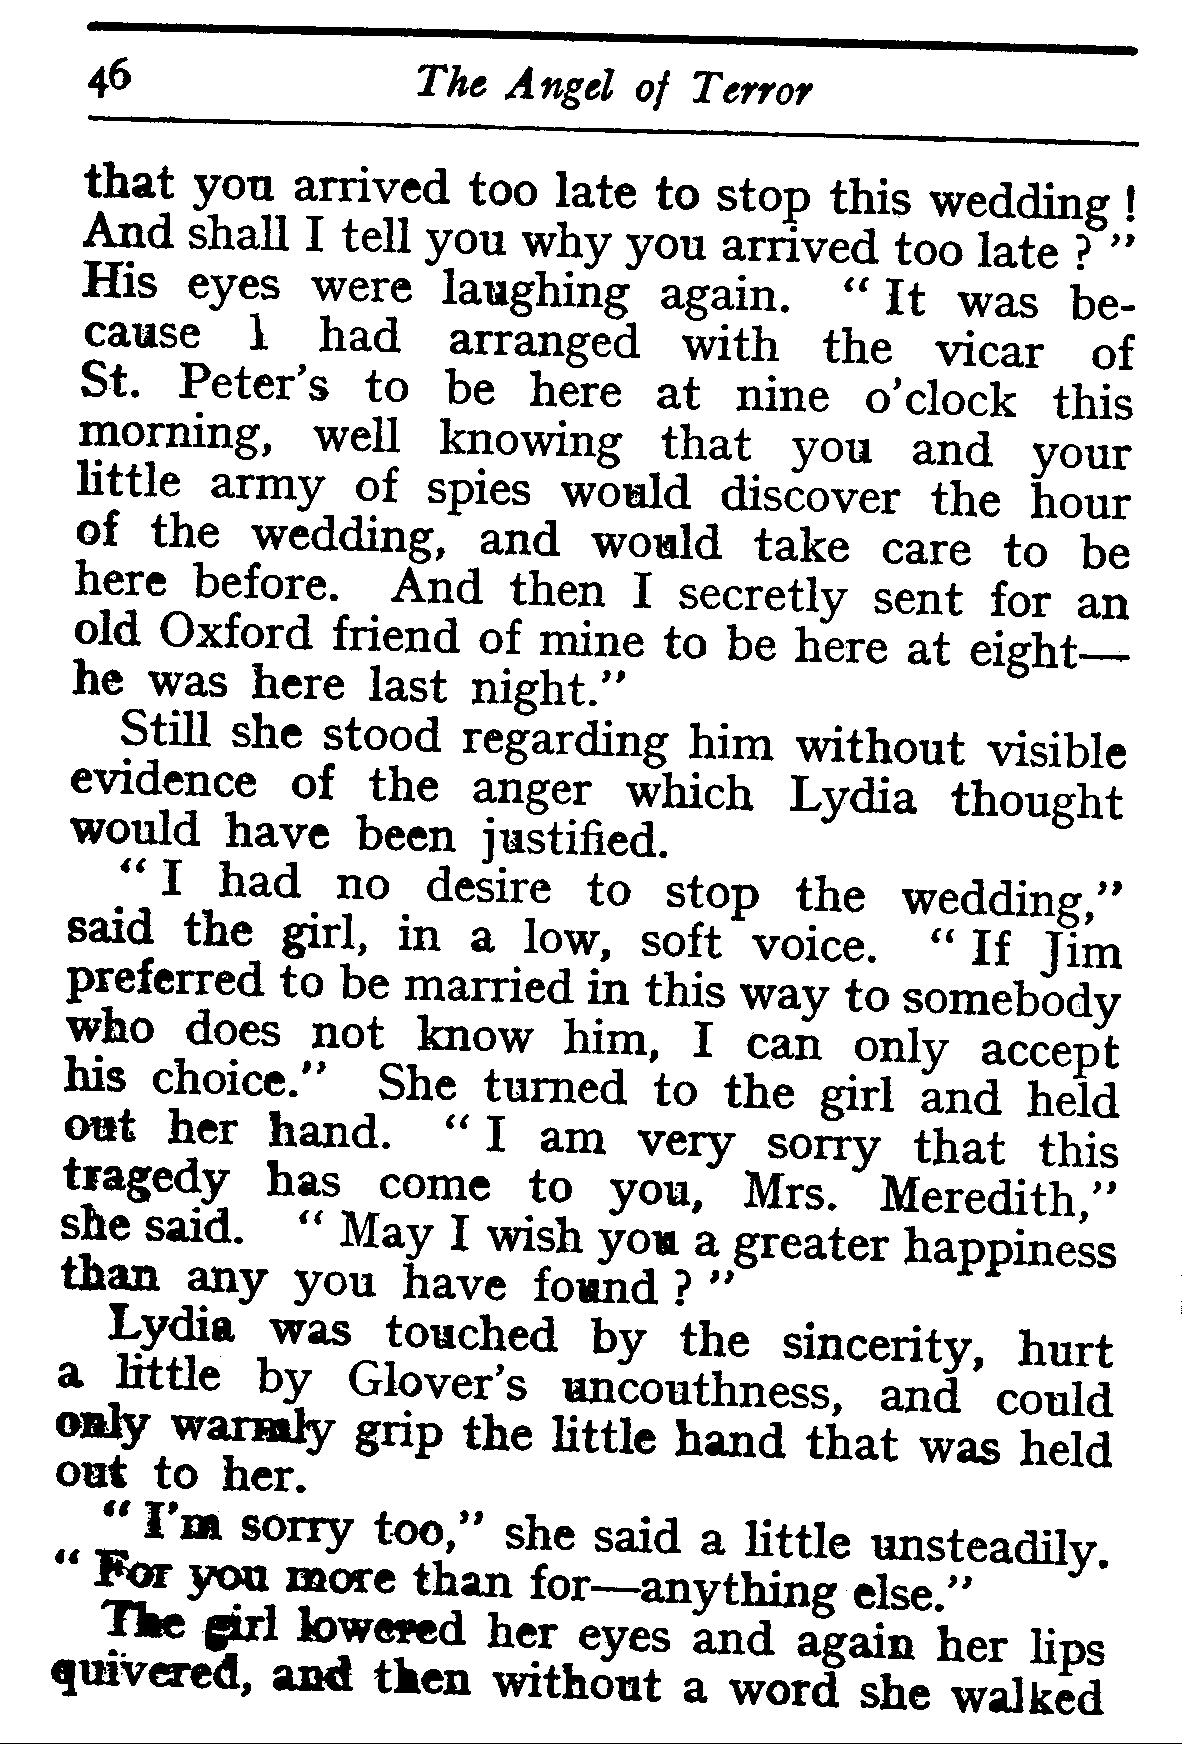 46 The Angel of Terror
that you arrived too late to stop this wedding !
And shall I tell you why you arrived too late ? ”
His eyes were laughing again. “ It was be-
cause I had arranged with the vicar of
St. Peter’s to be here at nine o’clock this
morning, well knowing that you and your
little army of spies would discover the hour
of the wedding, and would take care to be
here before. And then I secretly sent for an
old Oxford friend of mine to be here at eight—
he was here last night.”
Still she stood regarding him without visible
evidence of the anger which Lydia thought
would have been justified.
“ I had no desire to stop the wedding,”
said the girl, in a low, soft voice. “ If Jim
preferred to be married in this way to somebody
who does not know him, I can only accept
his choice.” She turned to the girl and held
out her hand. “ I am very sorry that this
tragedy has come to you, Mrs. Meredith,”
she said. “ May I wish you a greater happiness
than any you have found ? ”
Lydia was touched by the sincerity, hurt
a little by Glover’s uncouthness, and could
only warmly grip the little hand that was held
out to her.
“ I’m sorry too,” she said a little unsteadily.
“ For you more than for—anything else.”
The girl lowered her eyes and again her lips
quivered, and then without a word she walked